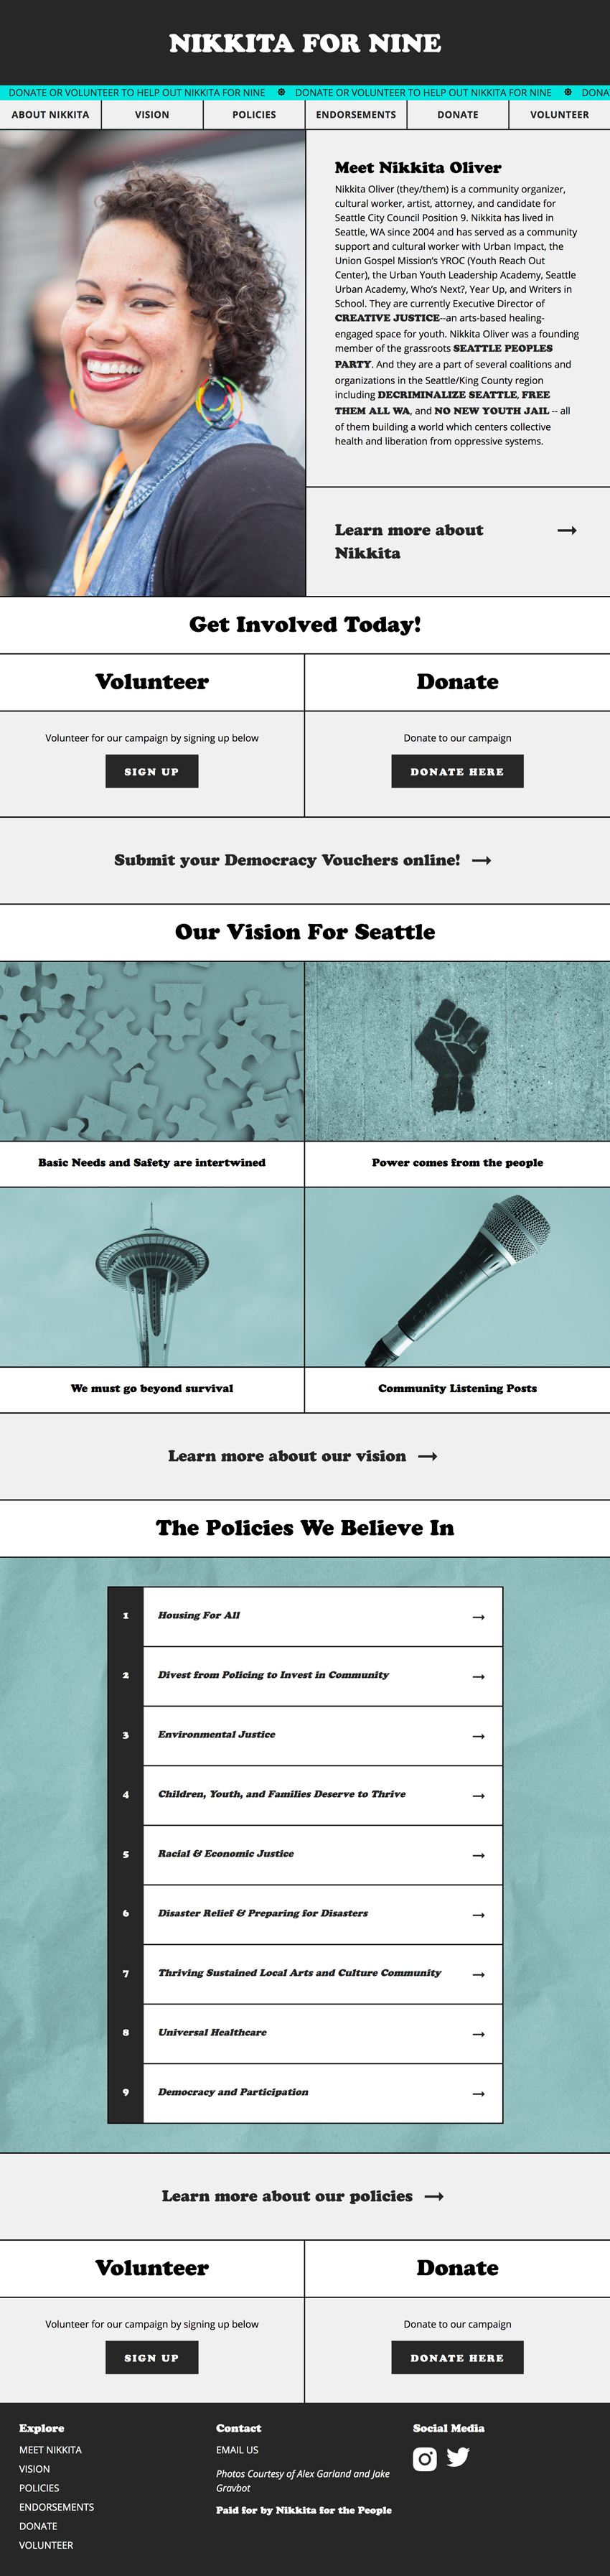 NIKKITA FOR NINE
DONATE OR VOLUNTEER TO HELP OUT NIKKITA FOR NINE DONATE OR VOLUNTEER TO HELP OUT NIKKITA FOR NINE DONA
ABOUT NIKKITA VISION POLICIES ENDORSEMENTS DONATE VOLUNTEER
Meet Nikkita Oliver
Nikkita Oliver (they/them) is a community organizer,
cultural worker, artist, attorney, and candidate for
Seattle City Council Position 9. Nikkita has lived in
Seattle, WA since 2004 and has served as a community
support and cultural worker with Urban Impact, the
Union Gospel Mission's YROC (Youth Reach Out
Center), the Urban Youth Leadership Academy, Seattle
Urban Academy, Who's Next?, Year Up, and Writers in
School. They are currently Executive Director of
CREATIVE JUSTICE--an arts-based healing-
engaged space for youth. Nikkita Oliver was a founding
member of the grassroots SEATTLE PEOPLES
PARTY. And they are a part of several coalitions and
organizations in the Seattle/King County region
including DECRIMINALIZE SEATTLE, FREE
THEM ALL WA, and NO NEW YOUTH JAIL -- all
of them building a world which centers collective
health and liberation from oppressive systems.
Learn more about →
Nikkita
Get Involved Today!
Volunteer
Volunteer for our campaign by signing up below
SIGN UP
Donate
Donate to our campaign
DONATE HERE
Submit your Democracy Vouchers online! →
Our Vision For Seattle
Basic Needs and Safety are intertwined
Power comes from the people
We must go beyond survival
Community Listening Posts
Learn more about our vision →
The Policies We Believe In
1 Housing For All →
2 Divest from Policing to Invest in Community →
3 Environmental Justice →
4 Children, Youth, and Families Deserve to Thrive →
5 Racial & Economic Justice →
6 Disaster Relief & Preparing for Disasters →
7 Thriving Sustained Local Arts and Culture Community →
8 Universal Healthcare →
9 Democracy and Participation →
Learn more about our policies →
Volunteer
Volunteer for our campaign by signing up below
SIGN UP
Donate
Donate to our campaign
DONATE HERE
Explore
MEET NIKKITA
VISION
POLICIES
ENDORSEMENTS
DONATE
VOLUNTEER
Contact
EMAIL US
Photos Courtesy of Alex Garland and Jake
Gravbot
Paid for by Nikkita for the People
Social Media